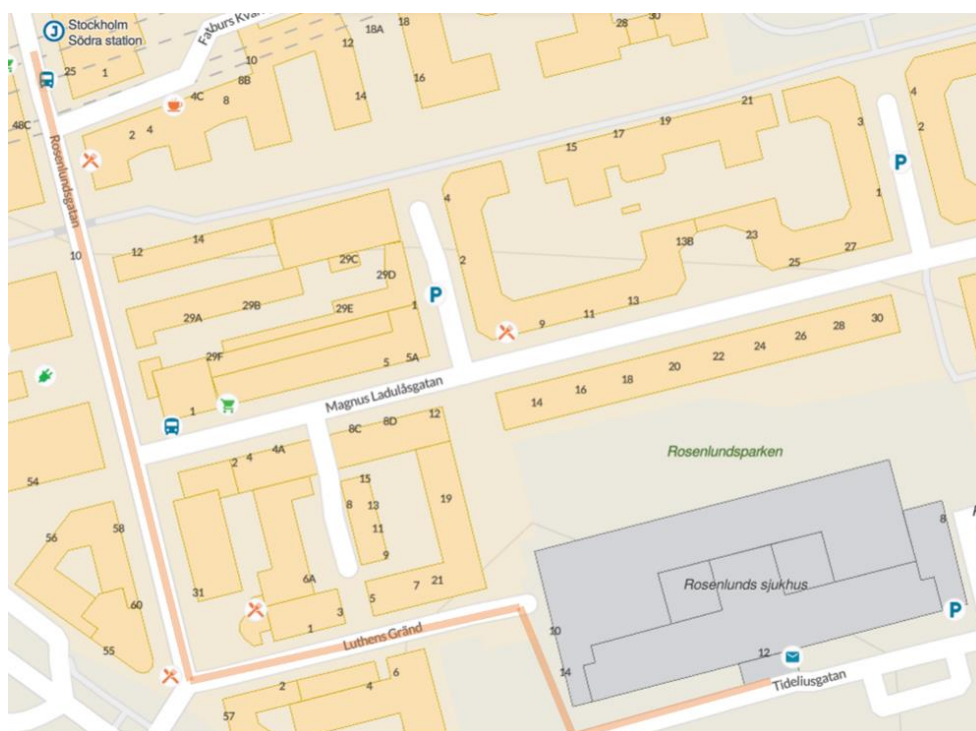 Stockholm
Södra station
Fatburs Kvar
18A
18
28
30
12
16
14
25
1
10
8B
4C
8
2
4
48C
Rosenlundsgatan
21
19
17
15
3
4
2
1
4
2
12
14
10
29C
29D
29B
29A
29E
1
29F
5
5A
1
13B
23
25
27
13
11
9
Magnus Ladulåsgatan
14
16
18
20
22
24
26
28
30
Rosenlundsparken
54
56
58
60
55
2
4
4A
8C
8D
12
15
8
13
11
9
19
31
6A
3
1
5
7
21
Luthens Gränd
Rosenlunds sjukhus
8
10
14
12
P
P
P
Tideliusgatan
2
4
6
57
J